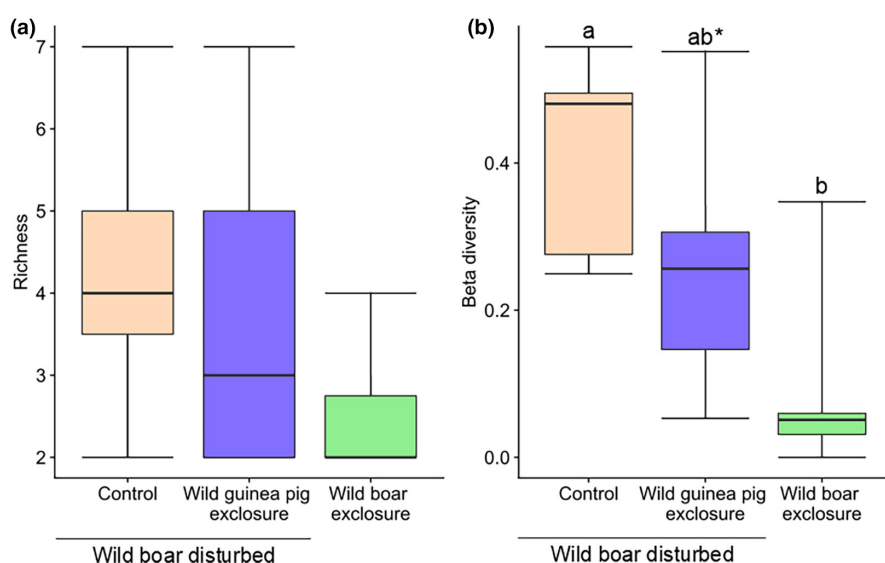 (a)
7
6
5
4
3
2
Richness
Control
Wild guinea pig
exclosure
Wild boar
exclosure
Wild boar disturbed
(b)
a
ab*
b
0.4
0.2
0.0
Beta diversity
Control
Wild guinea pig
exclosure
Wild boar
exclosure
Wild boar disturbed